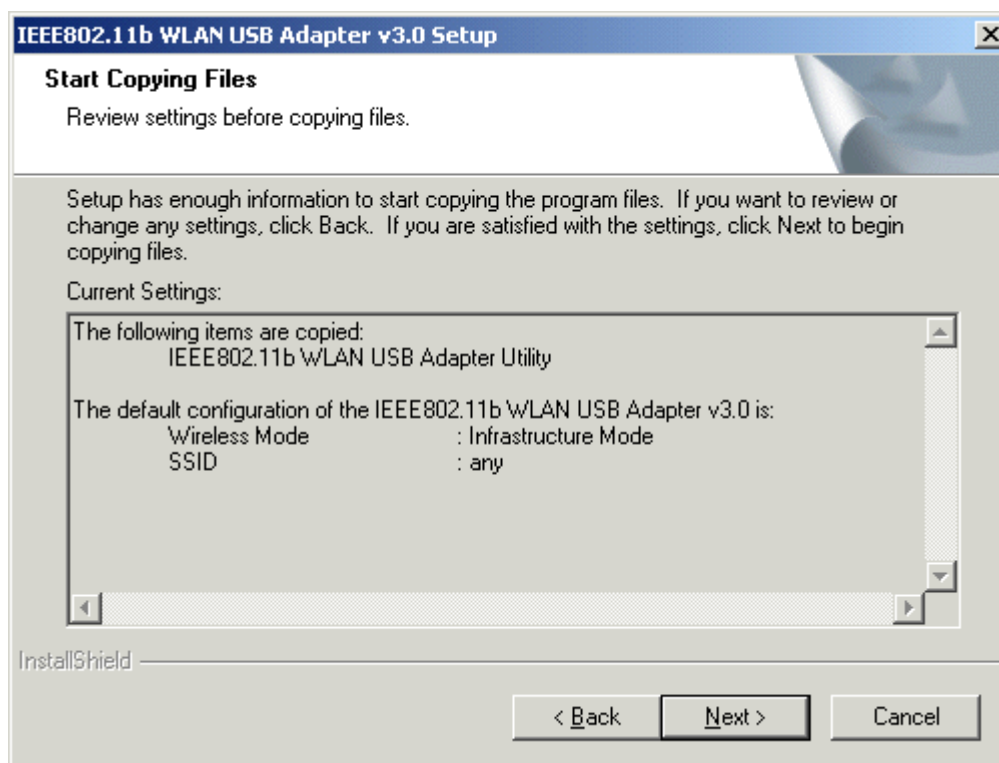 IEEE802.11b WLAN USB Adapter v3.0 Setup
Start Copying Files
Review settings before copying files.
Setup has enough information to start copying the program files.  If you want to review or
change any settings, click Back.  If you are satisfied with the settings, click Next to begin
copying files.
Current Settings:
The following items are copied:
IEEE802.11b WLAN USB Adapter Utility
The default configuration of the IEEE802.11b WLAN USB Adapter v3.0 is:
Wireless Mode : Infrastructure Mode
SSID : any
InstallShield
< Back Next > Cancel